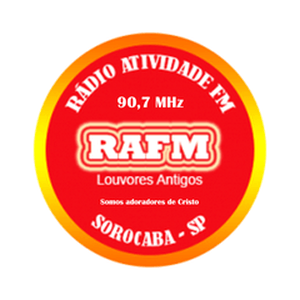 RÁDIO ATIVIDADE FM
90,7 MHz
RAFM
Louvores Antigos
Somos adoradores de Cristo
SOROCABA - SP